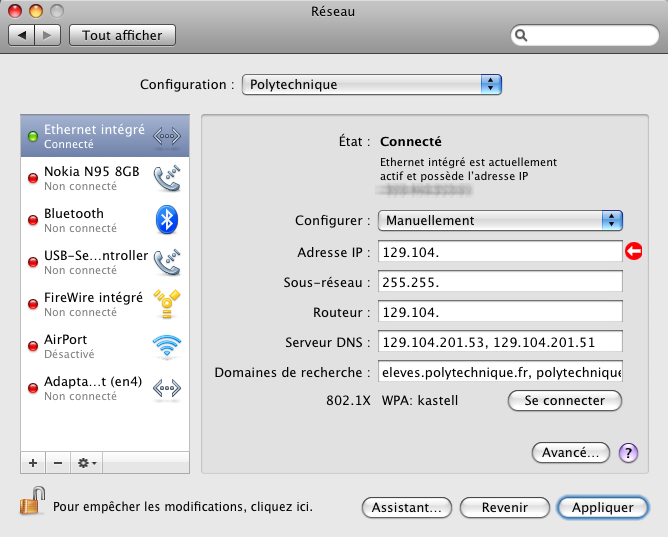 Réseau
Tout afficher
Configuration : Polytechnique
Ethernet intégré
Connecté
Nokia N95 8GB
Non connecté
Bluetooth
Non connecté
USB-Se...ntroller
Non connecté
FireWire intégré
Non connecté
AirPort
Désactivé
Adapta...t (en4)
Non connecté
État : Connecté
Ethernet intégré est actuellement
actif et possède l'adresse IP
Configurer : Manuellement
Adresse IP : 129.104.
Sous-réseau : 255.255.
Routeur : 129.104.
Serveur DNS : 129.104.201.53, 129.104.201.51
Domaines de recherche : eleves.polytechnique.fr, polytechnique
802.1X WPA: kastell Se connecter
Avancé... ?
Pour empêcher les modifications, cliquez ici.
Assistant... Revenir Appliquer